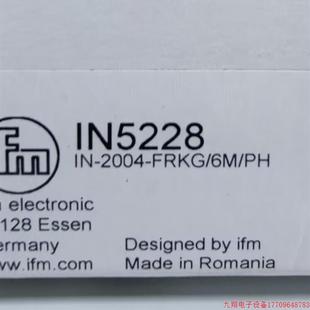 ifm
IN5228
IN-2004-FRKG/6M/PH
electronic
128 Essen
ermany
Designed by ifm
ww.ifm.com
Made in Romania
九翔电子设备17709648783